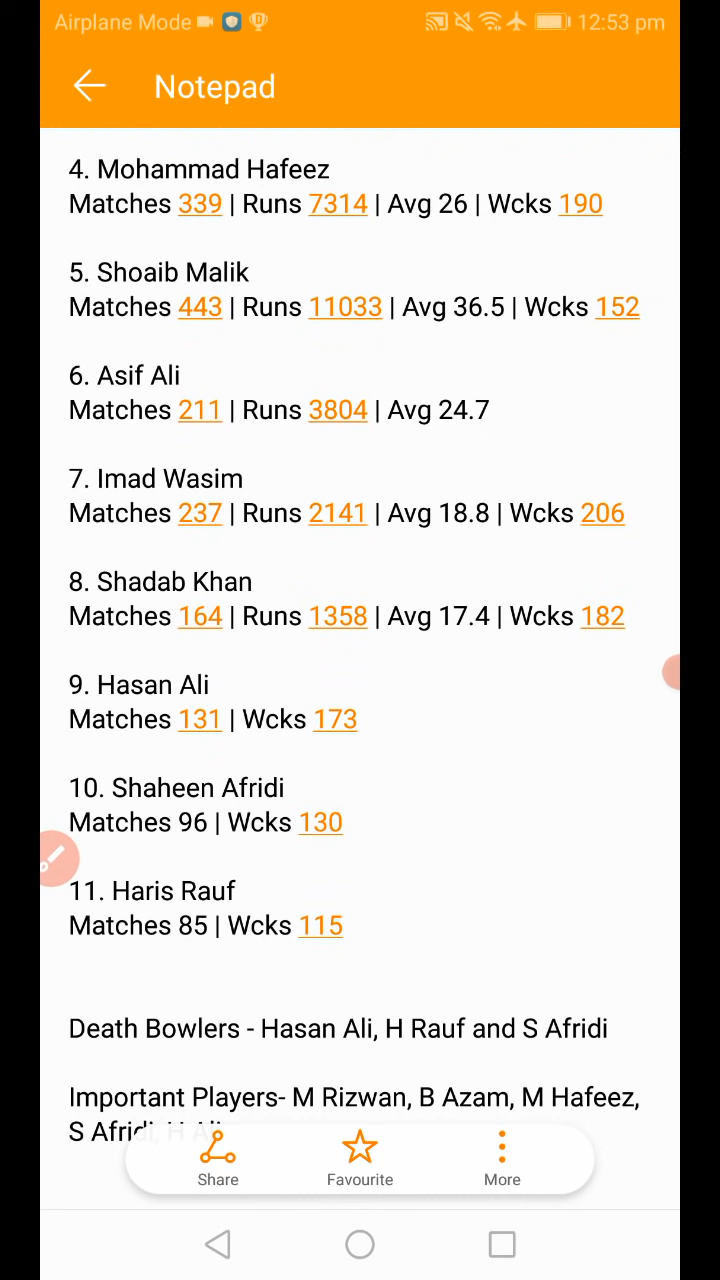 Airplane Mode 12:53 pm
Notepad
4. Mohammad Hafeez
Matches 339 | Runs 7314 | Avg 26 | Wcks 190
5. Shoaib Malik
Matches 443 | Runs 11033 | Avg 36.5 | Wcks 152
6. Asif Ali
Matches 211 | Runs 3804 | Avg 24.7
7. Imad Wasim
Matches 237 | Runs 2141 | Avg 18.8 | Wcks 206
8. Shadab Khan
Matches 164 | Runs 1358 | Avg 17.4 | Wcks 182
9. Hasan Ali
Matches 131 | Wcks 173
10. Shaheen Afridi
Matches 96 | Wcks 130
11. Haris Rauf
Matches 85 | Wcks 115
Death Bowlers - Hasan Ali, H Rauf and S Afridi
Important Players- M Rizwan, B Azam, M Hafeez,
S Afridi, H Ali
Share Favourite More